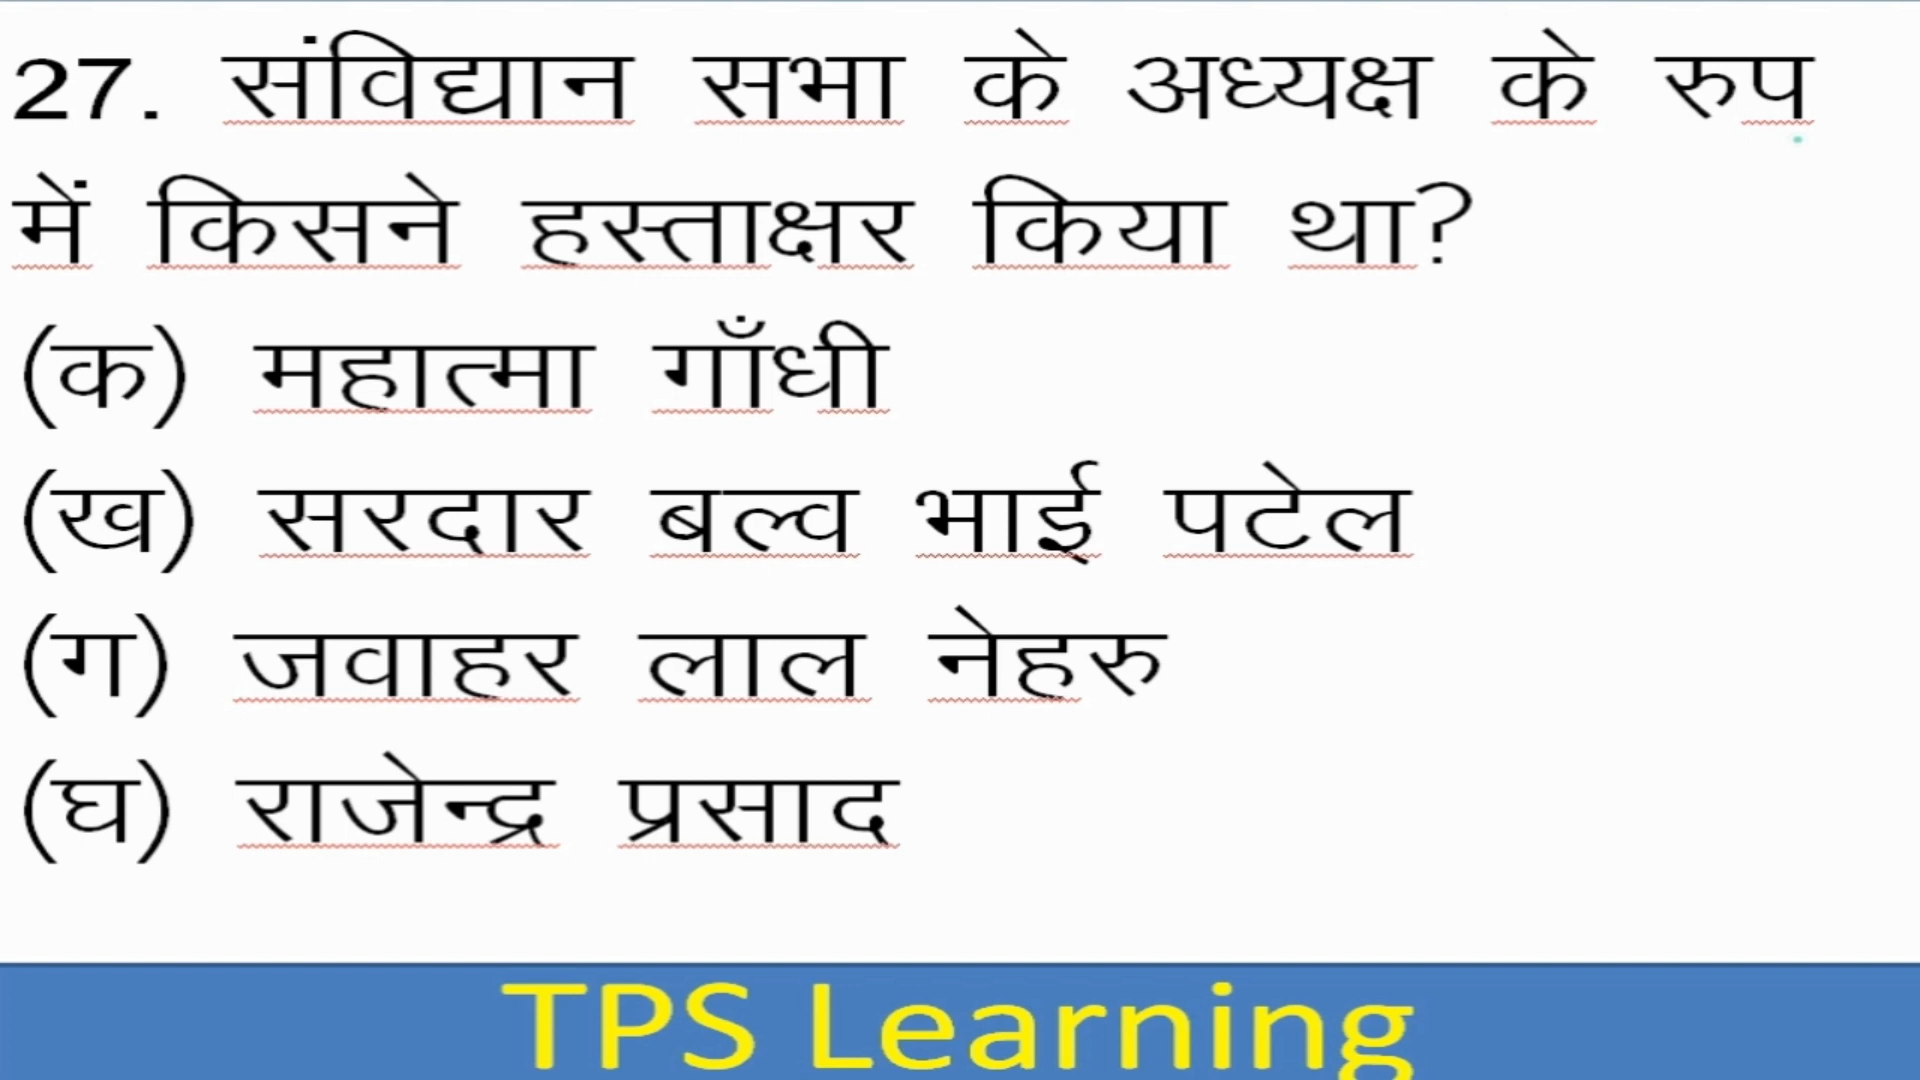 27. संविद्यान सभा के अध्यक्ष के रुप
में किसने हस्ताक्षर किया था?
(क) महात्मा गाँधी
(ख) सरदार बल्व भाई पटेल
(ग) जवाहर लाल नेहरु
(घ) राजेन्द्र प्रसाद
TPS Learning